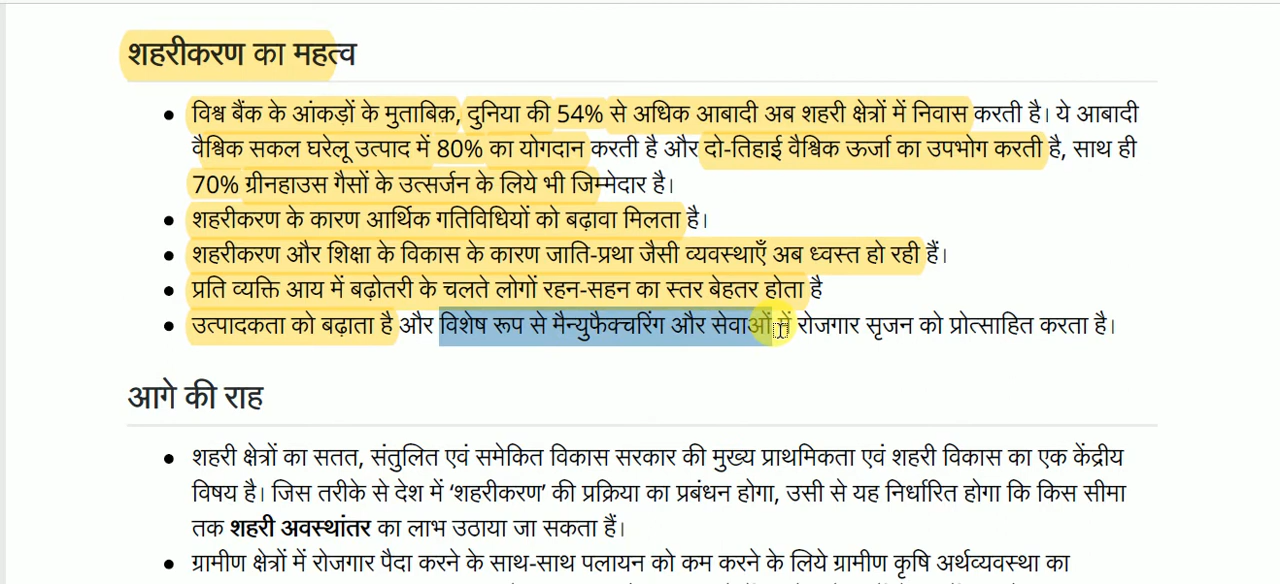 शहरीकरण का महत्व
विश्व बैंक के आंकड़ों के मुताबिक़, दुनिया की 54% से अधिक आबादी अब शहरी क्षेत्रों में निवास करती है। ये आबादी
वैश्विक सकल घरेलू उत्पाद में 80% का योगदान करती है और दो-तिहाई वैश्विक ऊर्जा का उपभोग करती है, साथ ही
70% ग्रीनहाउस गैसों के उत्सर्जन के लिये भी जिम्मेदार है।
शहरीकरण के कारण आर्थिक गतिविधियों को बढ़ावा मिलता है।
शहरीकरण और शिक्षा के विकास के कारण जाति-प्रथा जैसी व्यवस्थाएँ अब ध्वस्त हो रही हैं।
प्रति व्यक्ति आय में बढ़ोतरी के चलते लोगों रहन-सहन का स्तर बेहतर होता है
उत्पादकता को बढ़ाता है और विशेष रूप से मैन्युफैक्चरिंग और सेवाओं में रोजगार सृजन को प्रोत्साहित करता है।
आगे की राह
शहरी क्षेत्रों का सतत, संतुलित एवं समेकित विकास सरकार की मुख्य प्राथमिकता एवं शहरी विकास का एक केंद्रीय
विषय है। जिस तरीके से देश में ‘शहरीकरण’ की प्रक्रिया का प्रबंधन होगा, उसी से यह निर्धारित होगा कि किस सीमा
तक शहरी अवस्थांतर का लाभ उठाया जा सकता हैं।
ग्रामीण क्षेत्रों में रोजगार पैदा करने के साथ-साथ पलायन को कम करने के लिये ग्रामीण कृषि अर्थव्यवस्था का